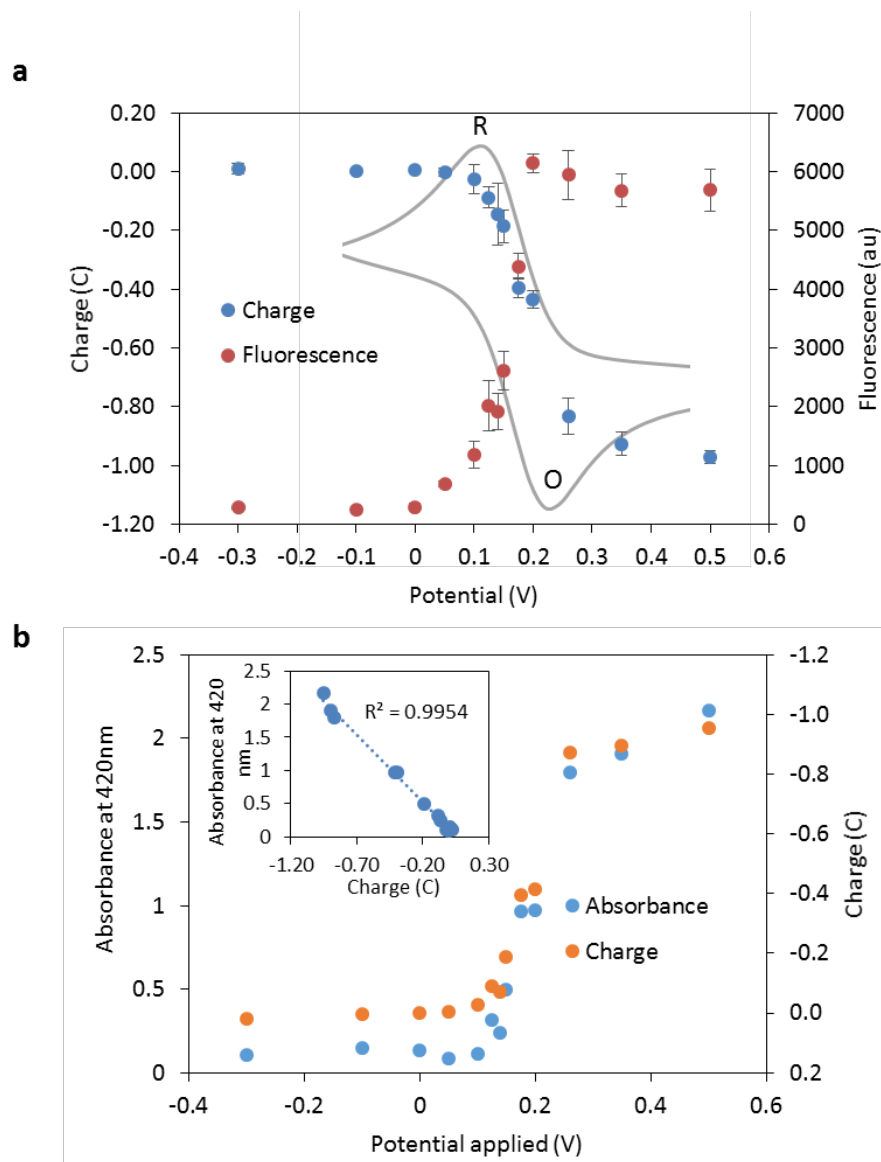 a
0.20
0.00
-0.20
-0.40
-0.60
-0.80
-1.00
-1.20
Charge (C)
7000
6000
5000
4000
3000
2000
1000
0
Fluorescence (au)
R
O
Charge
Fluorescence
-0.4 -0.3 -0.2 -0.1 0 0.1 0.2 0.3 0.4 0.5 0.6
Potential (V)
b
2.5
2
1.5
1
0.5
0
Absorbance at 420nm
-1.2
-1.0
-0.8
-0.6
-0.4
-0.2
0.0
0.2
Charge (C)
Absorbance at 420
nm
2.5
2
1.5
1
0.5
0
R² = 0.9954
-1.20 -0.70 -0.20 0.30
Charge (C)
Absorbance
Charge
-0.4 -0.2 0 0.2 0.4 0.6
Potential applied (V)